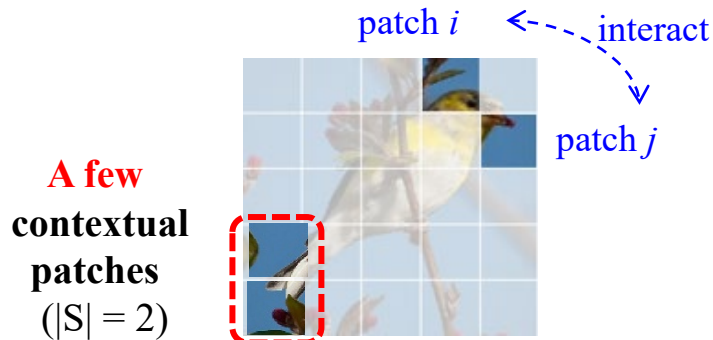 patch i
interact
patch j
A few
contextual
patches
(|S| = 2)